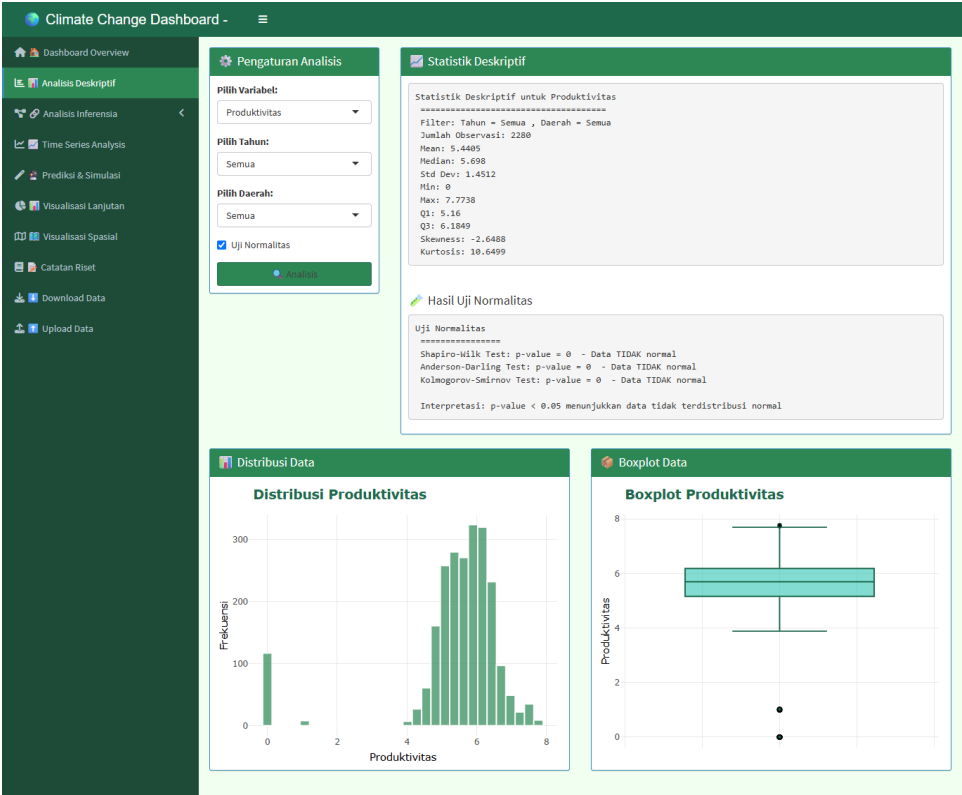 Climate Change Dashboard -
Dashboard Overview
Analisis Deskriptif
Analisis Inferensia
Time Series Analysis
Prediksi & Simulasi
Visualisasi Lanjutan
Visualisasi Spasial
Catatan Riset
Download Data
Upload Data
Pengaturan Analisis
Pilih Variabel:
Produktivitas
Pilih Tahun:
Semua
Pilih Daerah:
Semua
Uji Normalitas
Analisis
Statistik Deskriptif
Statistik Deskriptif untuk Produktivitas
=====================================
Filter: Tahun = Semua , Daerah = Semua
Jumlah Observasi: 2280
Mean: 5.4405
Median: 5.698
Std Dev: 1.4512
Min: 0
Max: 7.7738
Q1: 5.16
Q3: 6.1849
Skewness: -2.6488
Kurtosis: 10.6499
Hasil Uji Normalitas
Uji Normalitas
================
Shapiro-Wilk Test: p-value = 0  - Data TIDAK normal
Anderson-Darling Test: p-value = 0  - Data TIDAK normal
Kolmogorov-Smirnov Test: p-value = 0  - Data TIDAK normal
Interpretasi: p-value < 0.05 menunjukkan data tidak terdistribusi normal
Distribusi Data
Distribusi Produktivitas
Frekuensi
300
200
100
0
0 2 4 6 8
Produktivitas
Boxplot Data
Boxplot Produktivitas
Produktivitas
8
6
4
2
0